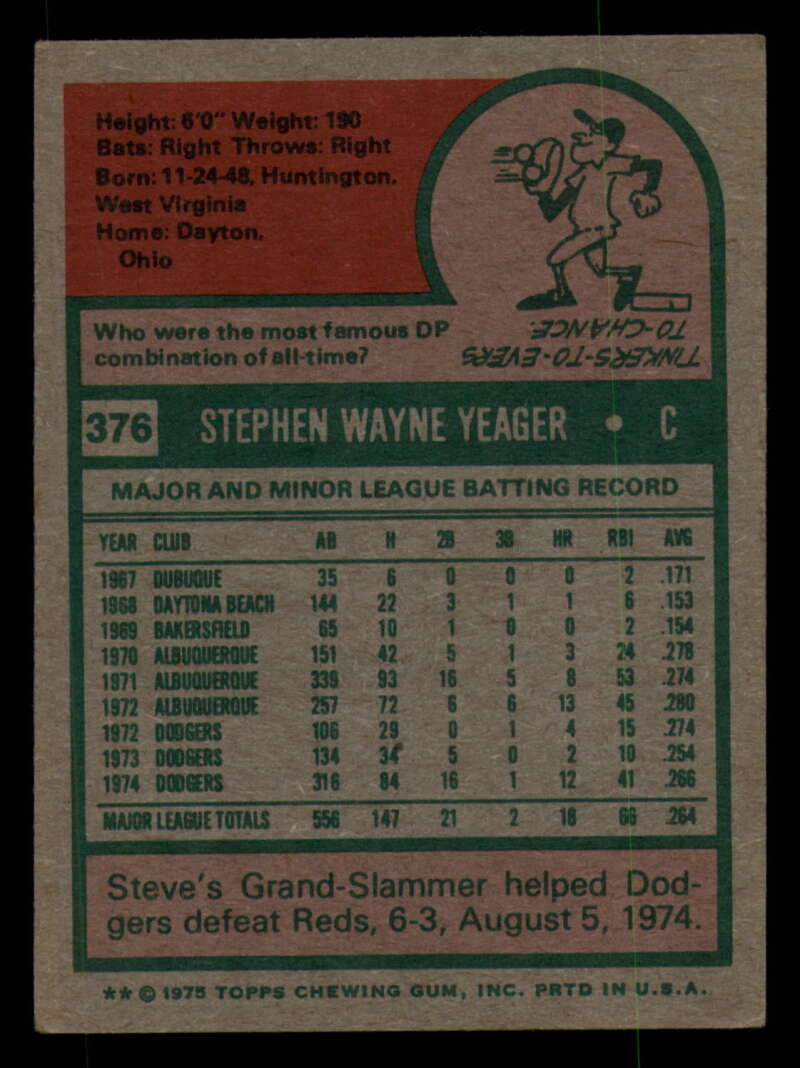 Height: 6'0" Weight: 190
Bats: Right Throws: Right
Born: 11-24-48, Huntington,
West Virginia
Home: Dayton,
Ohio
Who were the most famous DP
combination of all-time?
TINKERS-TO-EVERS
TO-CHANCE.
376 STEPHEN WAYNE YEAGER • C
MAJOR AND MINOR LEAGUE BATTING RECORD
YEAR CLUB AB H 2B 3B HR RBI AVG
1967 DUBUQUE 35 6 0 0 0 2 .171
1968 DAYTONA BEACH 144 22 3 1 1 6 .153
1969 BAKERSFIELD 65 10 1 0 0 2 .154
1970 ALBUQUERQUE 151 42 5 1 3 24 .278
1971 ALBUQUERQUE 339 93 16 5 8 53 .274
1972 ALBUQUERQUE 257 72 6 6 13 45 .280
1972 DODGERS 106 29 0 1 4 15 .274
1973 DODGERS 134 34 5 0 2 10 .254
1974 DODGERS 316 84 16 1 12 41 .266
MAJOR LEAGUE TOTALS 556 147 21 2 18 66 .264
Steve's Grand-Slammer helped Dod-
gers defeat Reds, 6-3, August 5, 1974.
** © 1975 TOPPS CHEWING GUM, INC. PRTD IN U.S.A.